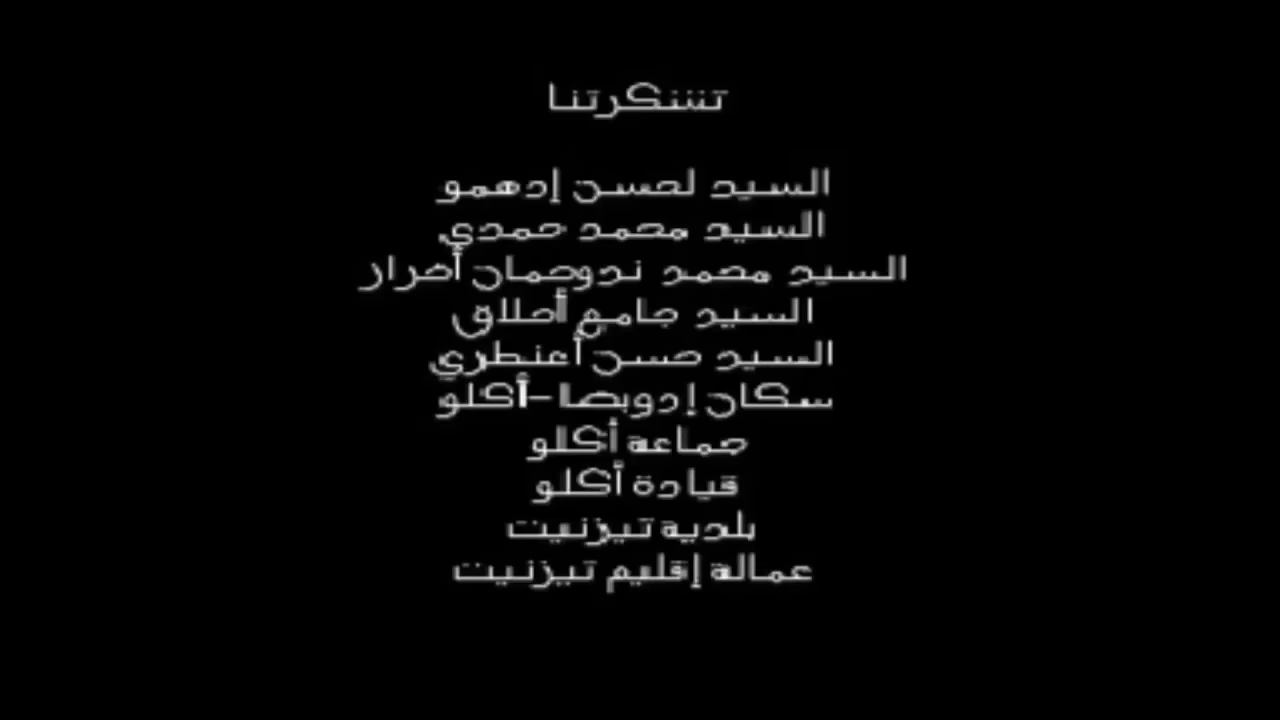 تشكرتنا
السيد لحسن إدهمو
السيد محمد حمدي
السيد محمد ندوحمان أحرار
السيد جامع أحلاق
السيد حسن أعنطري
سكان إدوبضا-أكلو
جماعة أكلو
قيادة أكلو
بلدية تيزنيت
عمالة إقليم تيزنيت